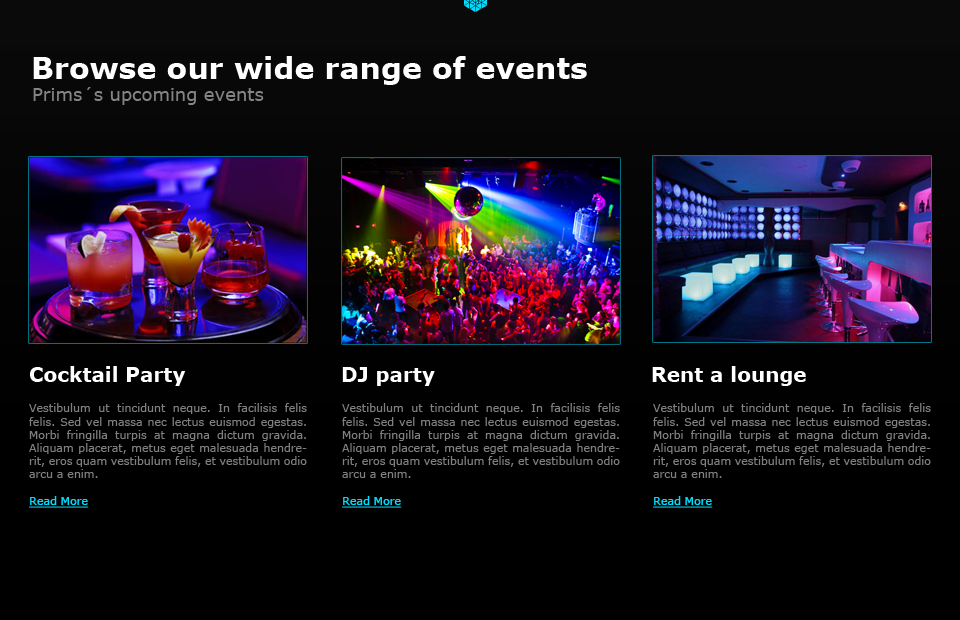 Browse our wide range of events
Prims´s upcoming events
Cocktail Party
Vestibulum ut tincidunt neque. In facilisis felis
felis. Sed vel massa nec lectus euismod egestas.
Morbi fringilla turpis at magna dictum gravida.
Aliquam placerat, metus eget malesuada hendre-
rit, eros quam vestibulum felis, et vestibulum odio
arcu a enim.
Read More
DJ party
Vestibulum ut tincidunt neque. In facilisis felis
felis. Sed vel massa nec lectus euismod egestas.
Morbi fringilla turpis at magna dictum gravida.
Aliquam placerat, metus eget malesuada hendre-
rit, eros quam vestibulum felis, et vestibulum odio
arcu a enim.
Read More
Rent a lounge
Vestibulum ut tincidunt neque. In facilisis felis
felis. Sed vel massa nec lectus euismod egestas.
Morbi fringilla turpis at magna dictum gravida.
Aliquam placerat, metus eget malesuada hendre-
rit, eros quam vestibulum felis, et vestibulum odio
arcu a enim.
Read More